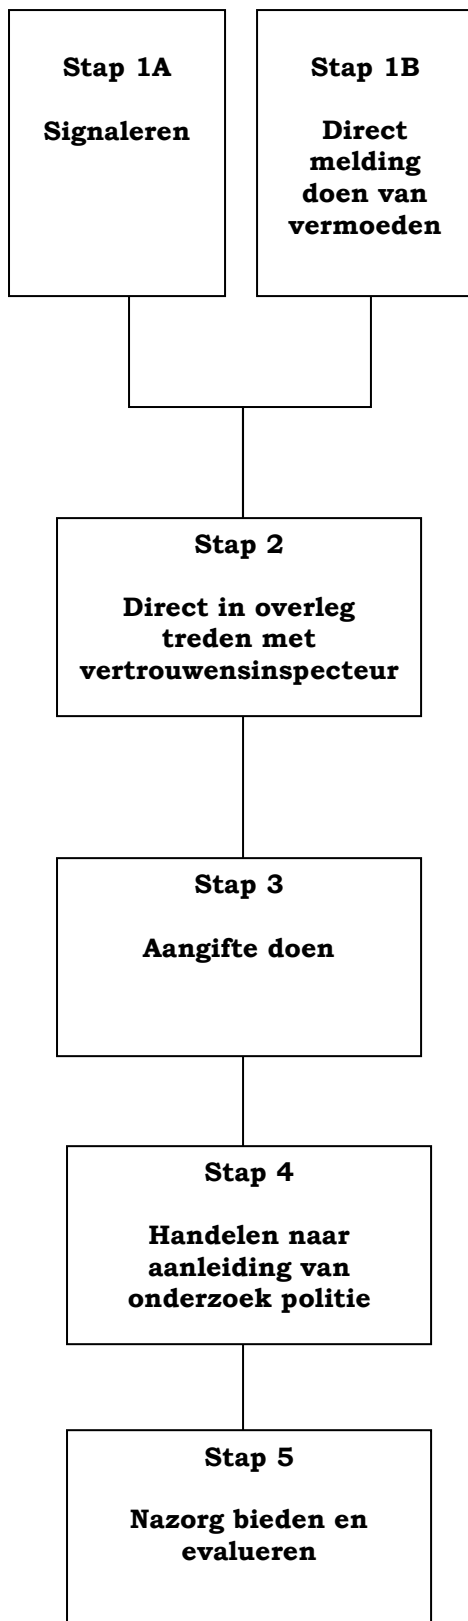 Stap 1A
Signaleren
Stap 1B
Direct
melding
doen van
vermoeden
Stap 2
Direct in overleg
treden met
vertrouwensinspecteur
Stap 3
Aangifte doen
Stap 4
Handelen naar
aanleiding van
onderzoek politie
Stap 5
Nazorg bieden en
evalueren